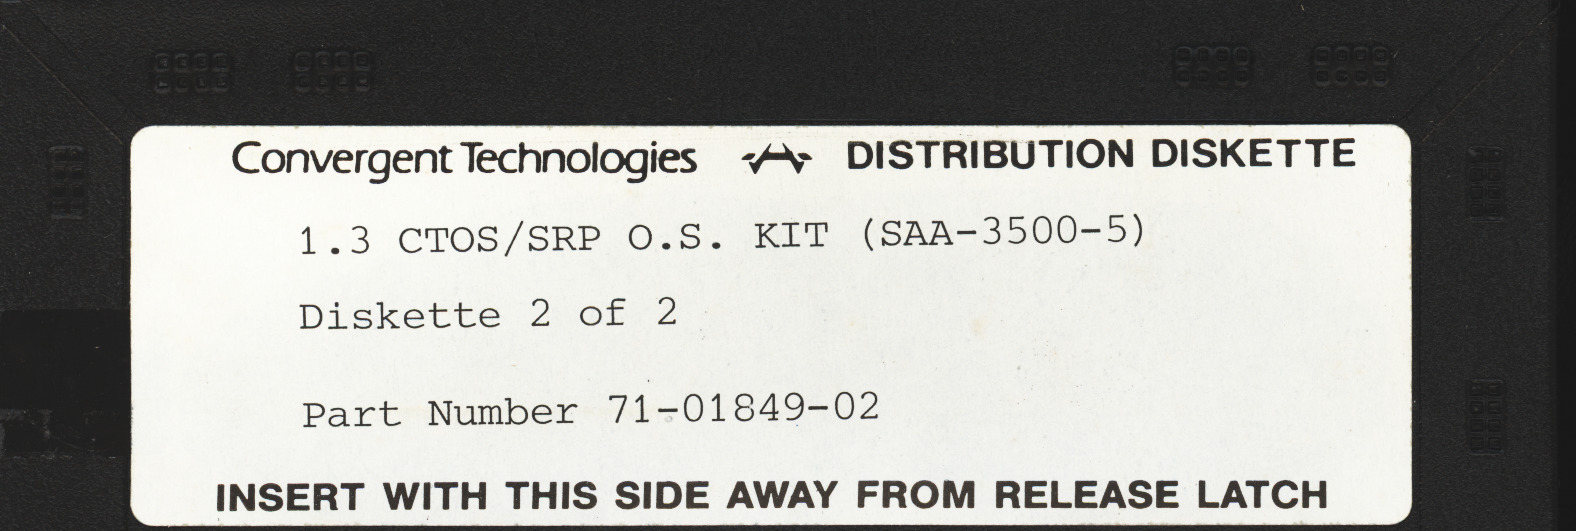 Convergent Technologies DISTRIBUTION DISKETTE
1.3 CTOS/SRP O.S. KIT (SAA-3500-5)
Diskette 2 of 2
Part Number 71-01849-02
INSERT WITH THIS SIDE AWAY FROM RELEASE LATCH